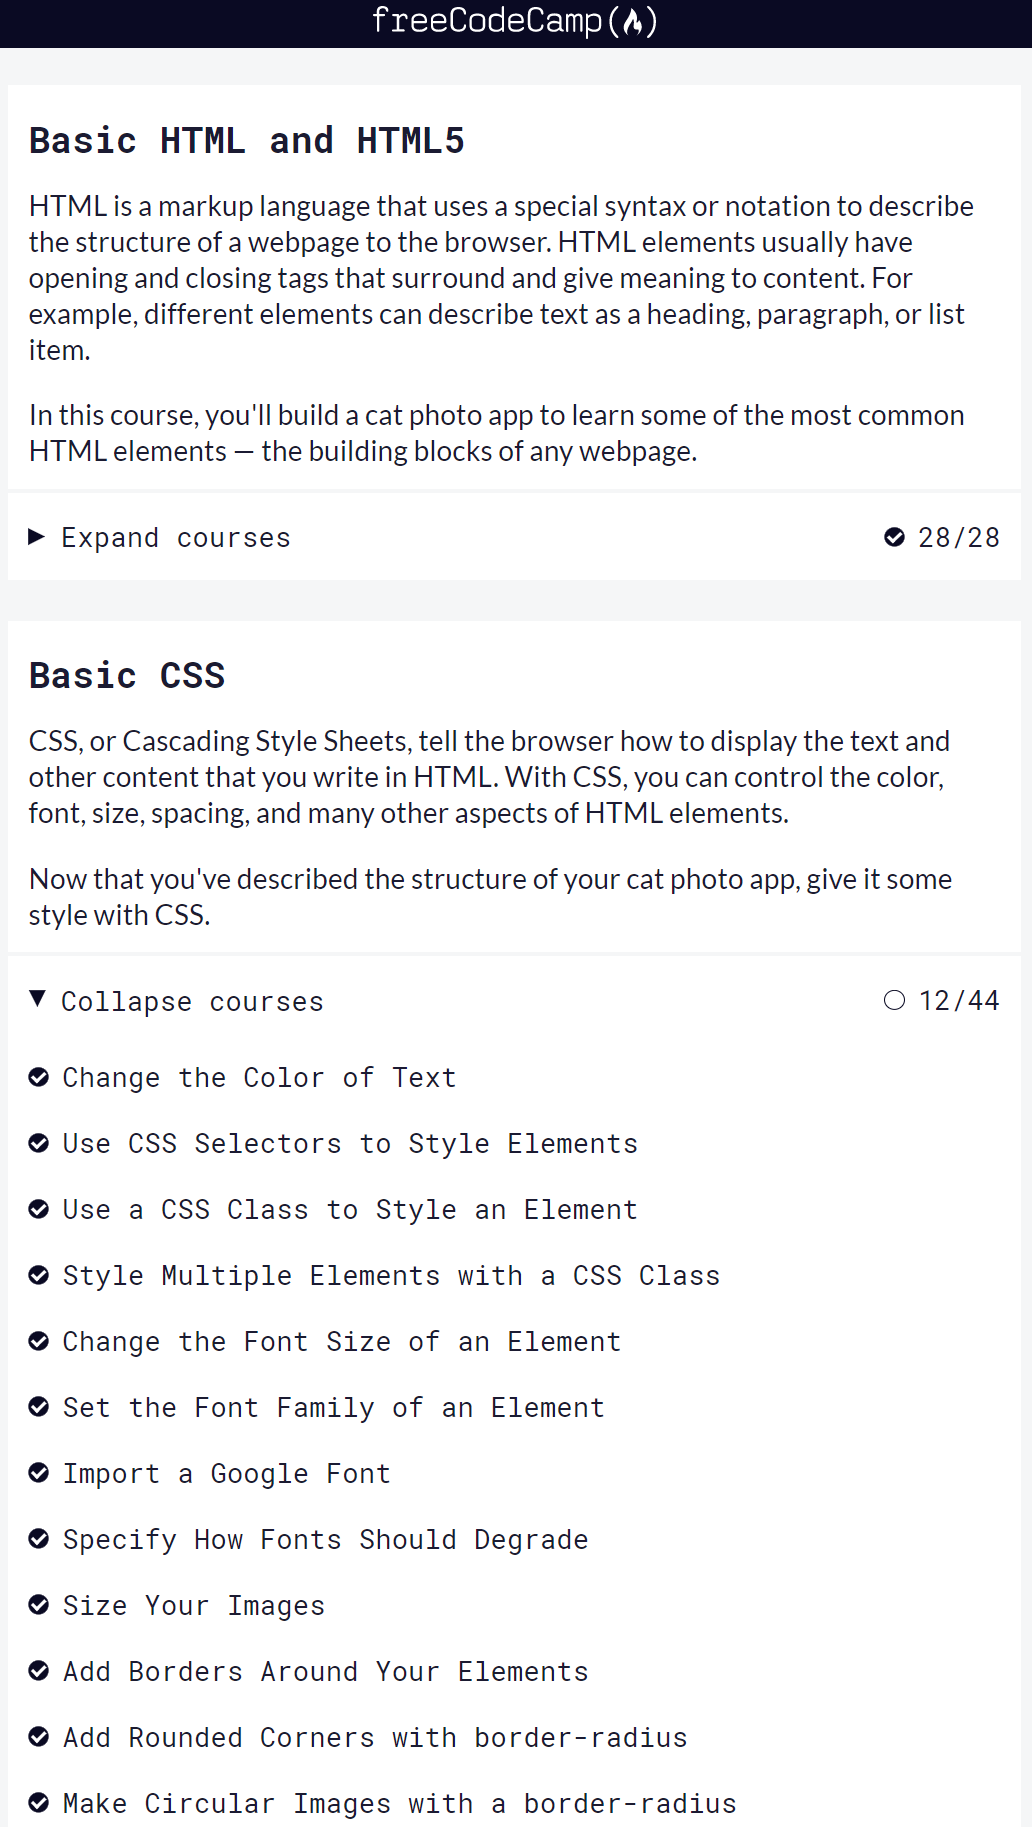 freeCodeCamp(🔥)
Basic HTML and HTML5
HTML is a markup language that uses a special syntax or notation to describe
the structure of a webpage to the browser. HTML elements usually have
opening and closing tags that surround and give meaning to content. For
example, different elements can describe text as a heading, paragraph, or list
item.
In this course, you'll build a cat photo app to learn some of the most common
HTML elements — the building blocks of any webpage.
Expand courses 28/28
Basic CSS
CSS, or Cascading Style Sheets, tell the browser how to display the text and
other content that you write in HTML. With CSS, you can control the color,
font, size, spacing, and many other aspects of HTML elements.
Now that you've described the structure of your cat photo app, give it some
style with CSS.
Collapse courses 12/44
Change the Color of Text
Use CSS Selectors to Style Elements
Use a CSS Class to Style an Element
Style Multiple Elements with a CSS Class
Change the Font Size of an Element
Set the Font Family of an Element
Import a Google Font
Specify How Fonts Should Degrade
Size Your Images
Add Borders Around Your Elements
Add Rounded Corners with border-radius
Make Circular Images with a border-radius